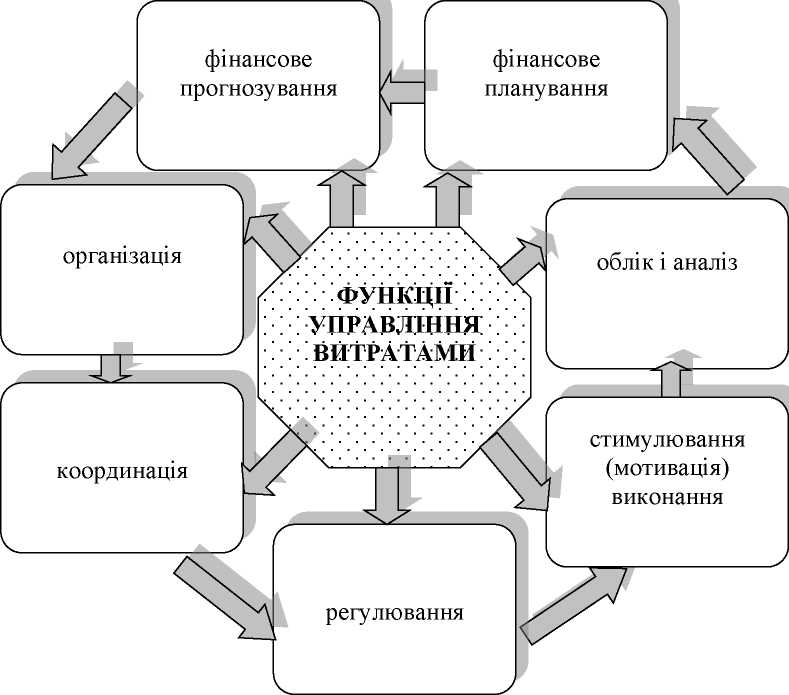 фінансове
прогнозування
фінансове
планування
організація
облік і аналіз
ФУНКЦІЇ
УПРАВЛІННЯ
ВИТРАТАМИ
координація
стимулювання
(мотивація)
виконання
регулювання